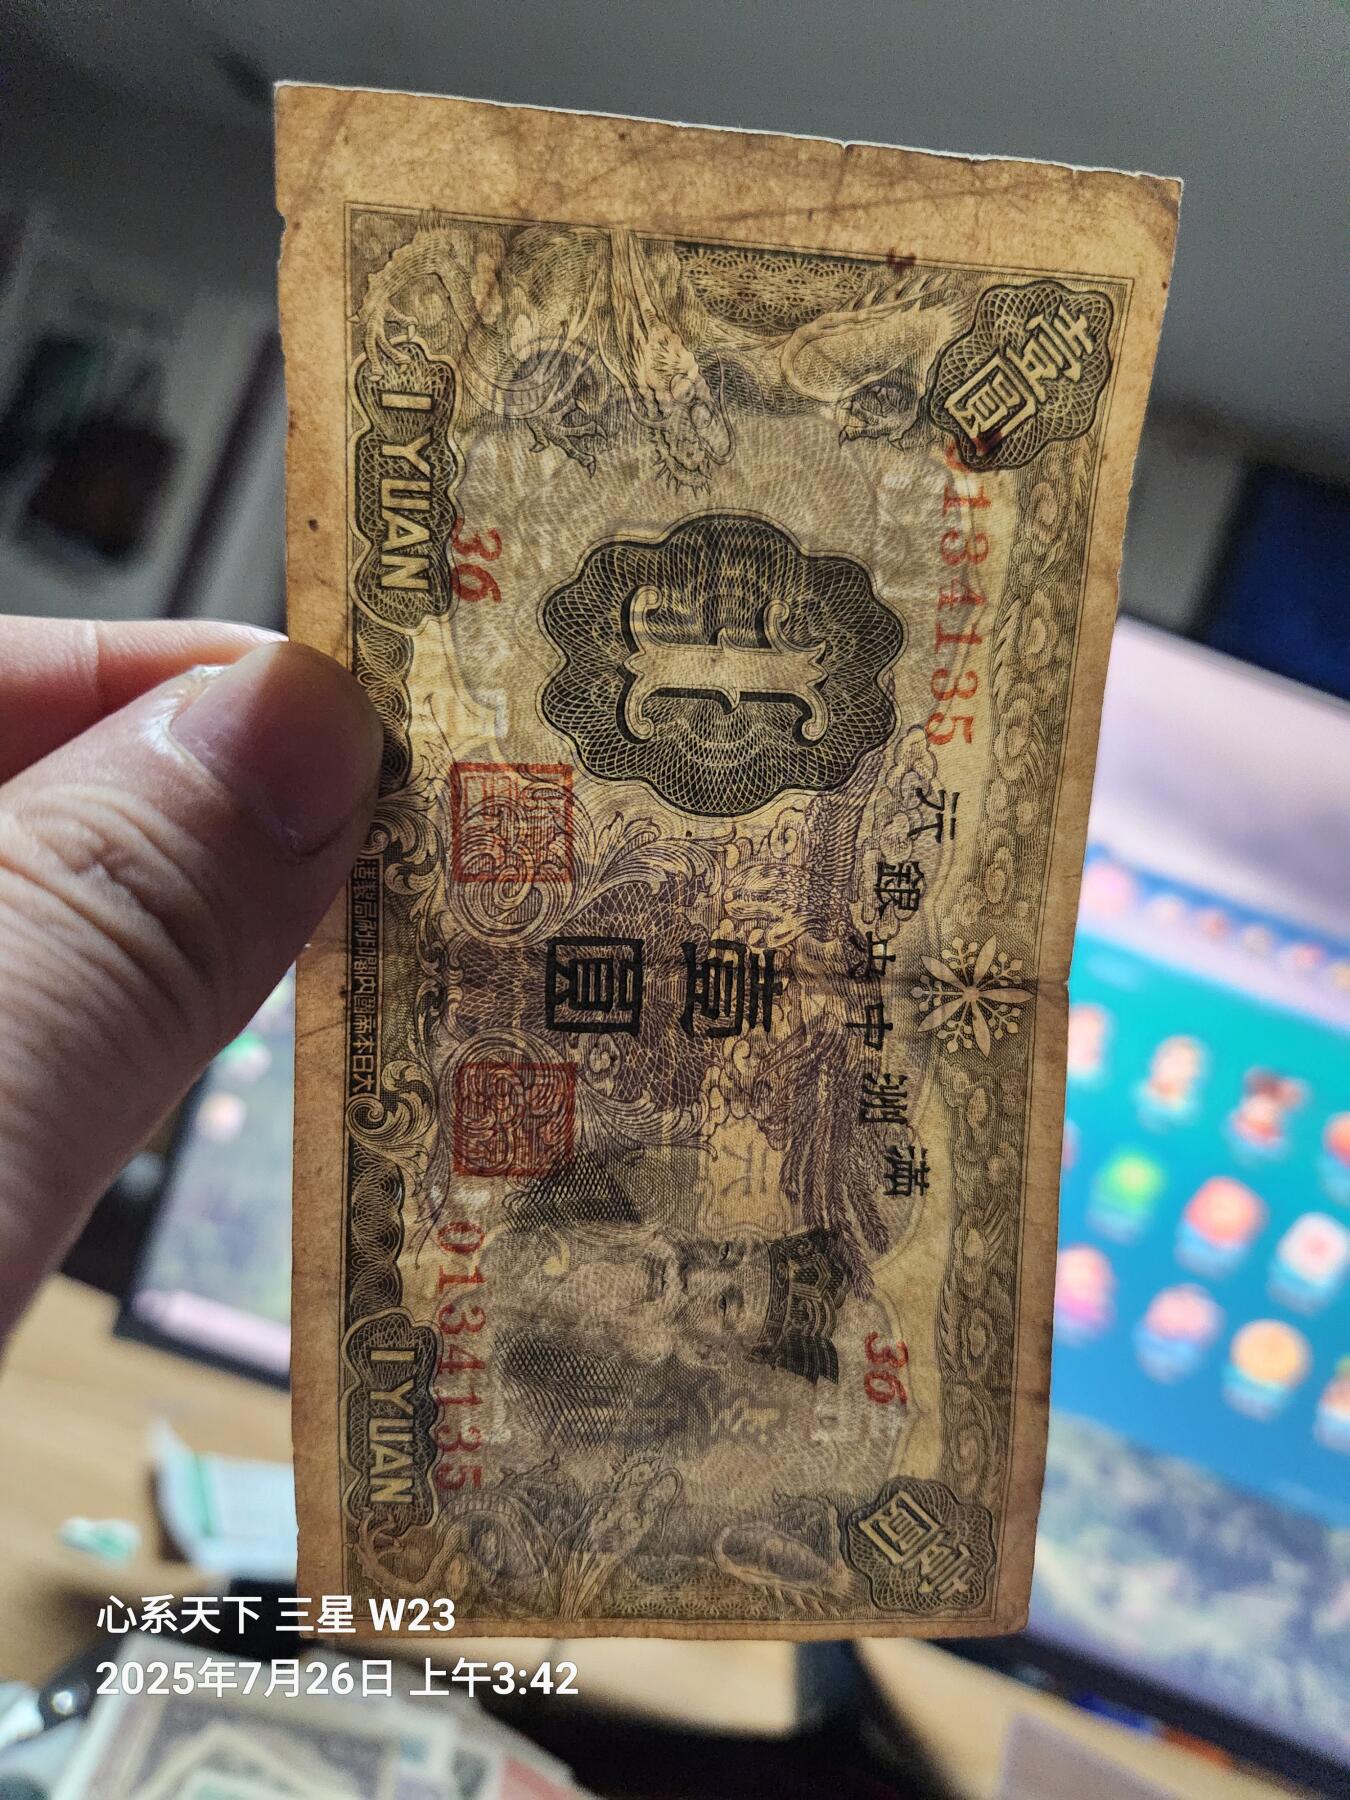 壹圓
壹圓
0134135
36
行銀央中洲滿
壹圓
1
36
0134135
1 YUAN
1 YUAN
造製局刷印閣内國帝本日大
心系天下 三星 W23
2025年7月26日 上午3:42